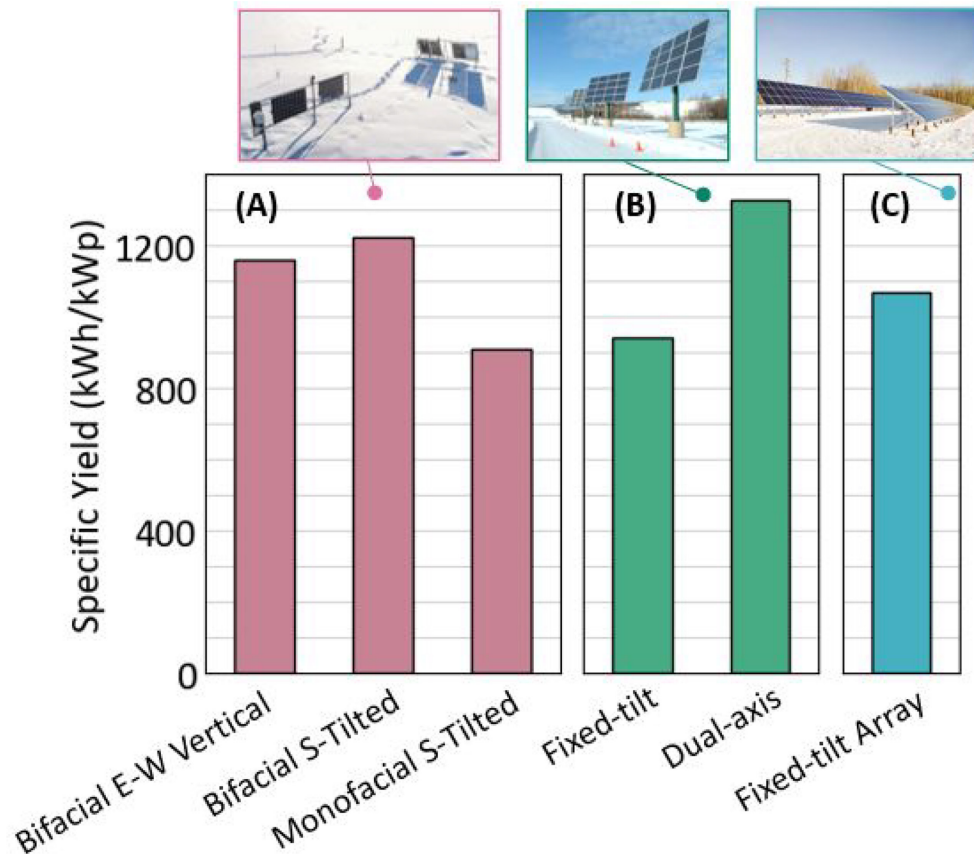 (A)
(B)
(C)
Specific Yield (kWh/kWp)
1200
800
400
0
Bifacial E-W Vertical
Bifacial S-Tilted
Monofacial S-Tilted
Fixed-tilt
Dual-axis
Fixed-tilt Array